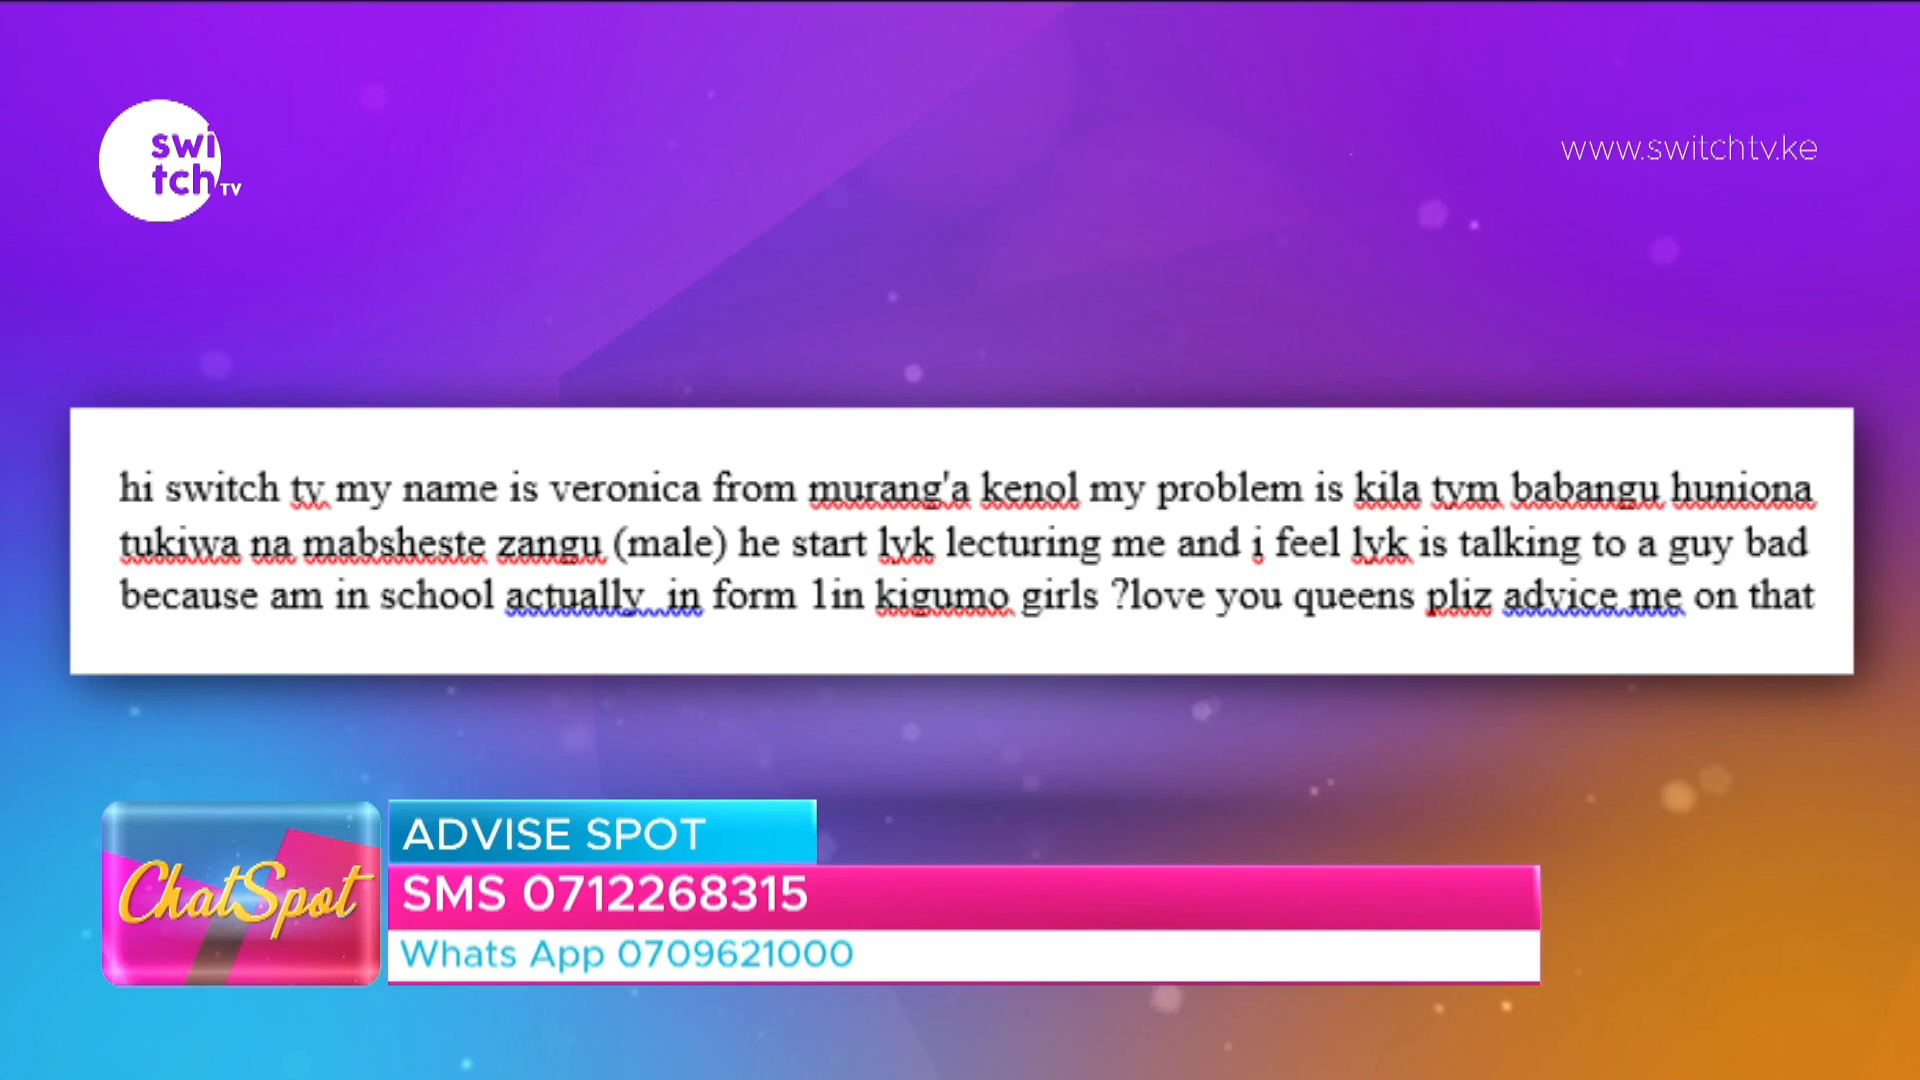 swi
tch TV
www.switchtv.ke
hi switch tv my name is veronica from murang'a kenol my problem is kila tym babangu huniona
tukiwa na mabsheste zangu (male) he start lyk lecturing me and i feel lyk is talking to a guy bad
because am in school actually  in form 1in kigumo girls ?love you queens pliz advice me on that
ChatSpot
ADVISE SPOT
SMS 0712268315
Whats App 0709621000